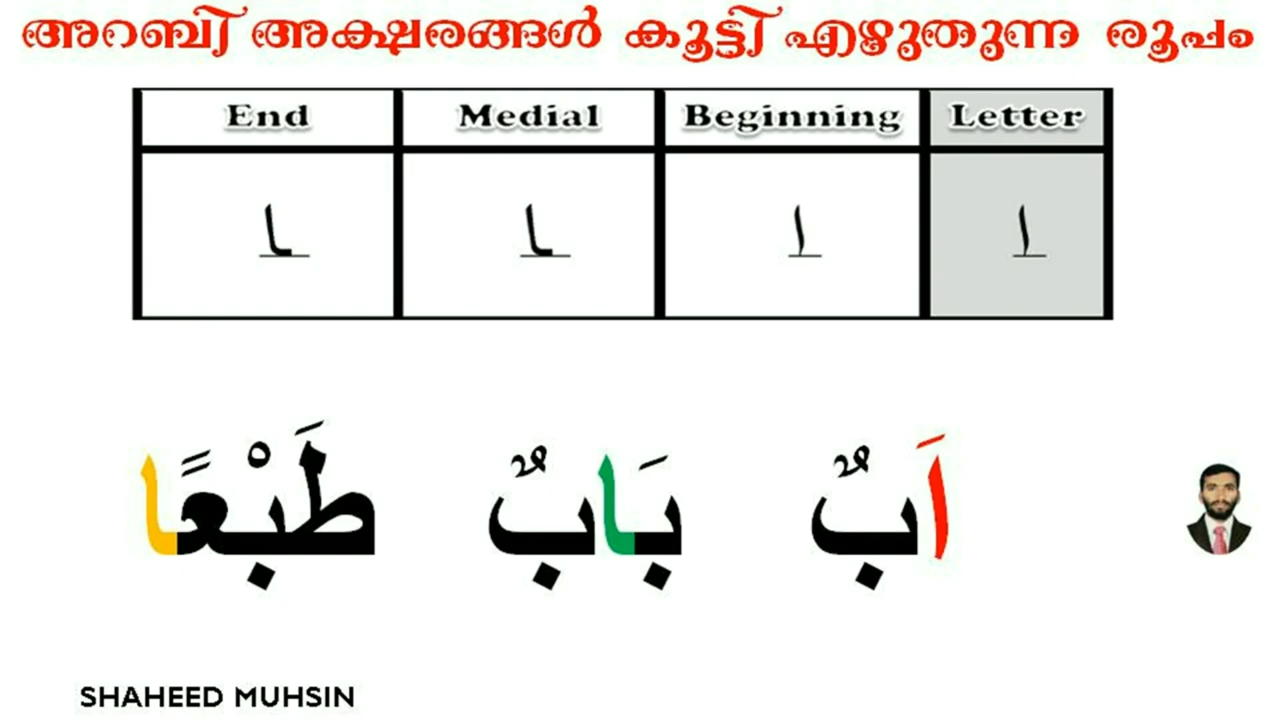 അറബി അക്ഷരങ്ങൾ കൂട്ടി എഴുതുന്ന രൂപം
End Medial Beginning Letter
ـا ـا ا ا
اَبٌ بَابٌ طَبْعًا
SHAHEED MUHSIN